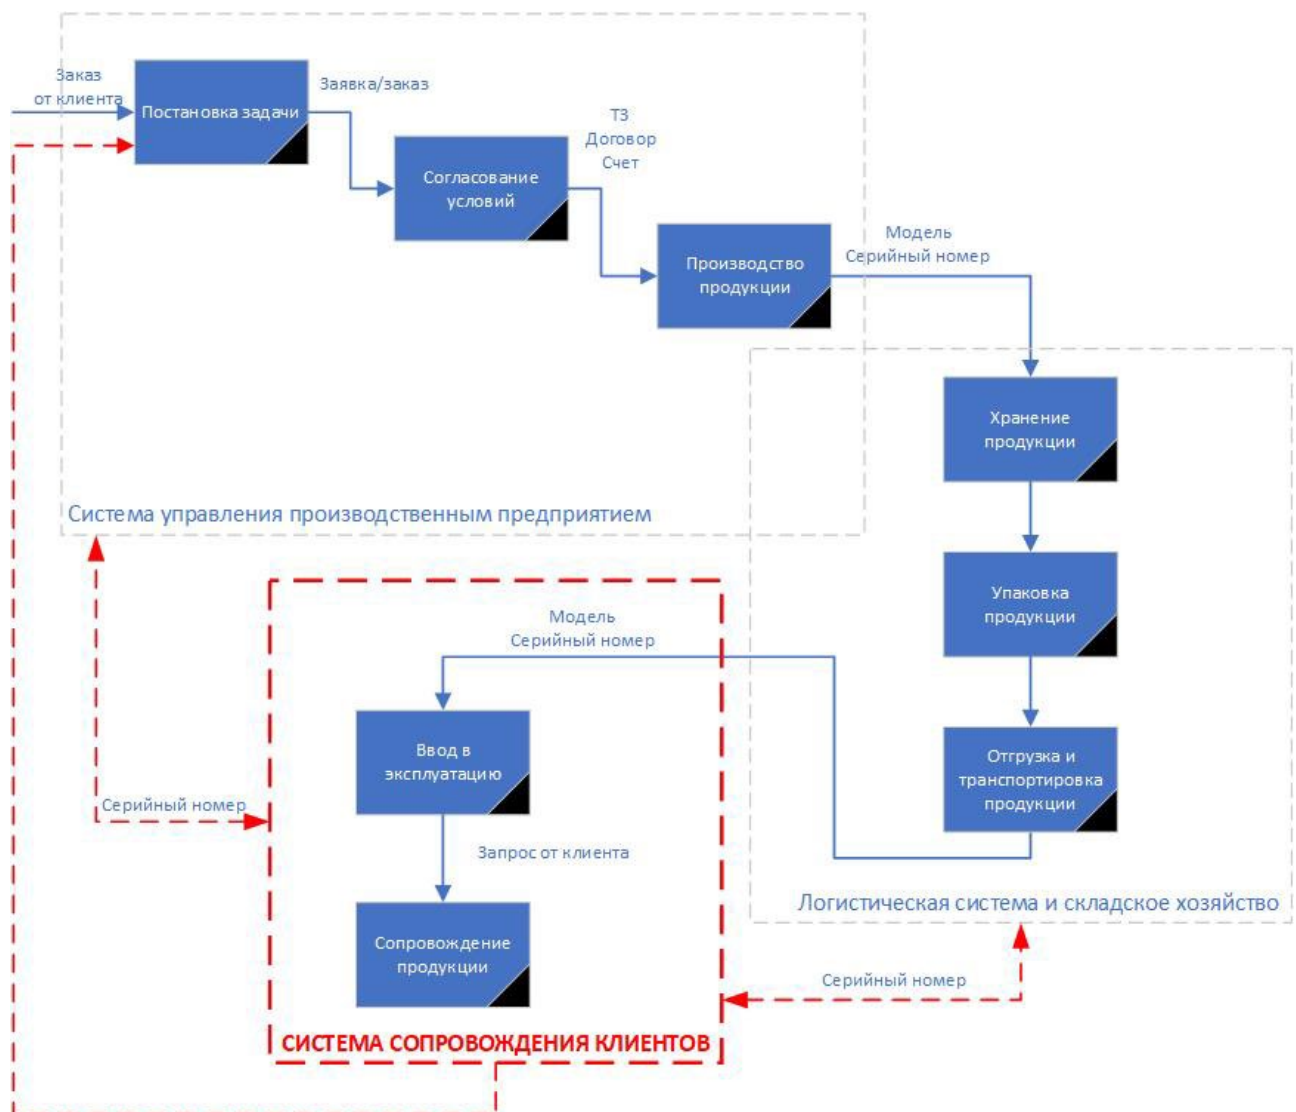 Заказ
от клиента
Постановка задачи
Заявка/заказ
Согласование
условий
ТЗ
Договор
Счет
Производство
продукции
Модель
Серийный номер
Хранение
продукции
Система управления производственным предприятием
Упаковка
продукции
Модель
Серийный номер
Ввод в
эксплуатацию
Отгрузка и
транспортировка
продукции
Серийный номер
Запрос от клиента
Логистическая система и складское хозяйство
Сопровождение
продукции
Серийный номер
СИСТЕМА СОПРОВОЖДЕНИЯ КЛИЕНТОВ